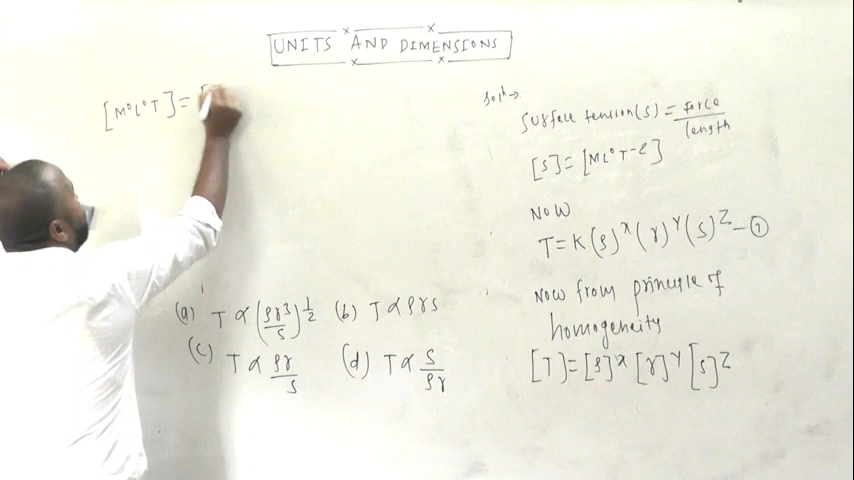 UNITS AND DIMENSIONS
[M⁰L⁰T]=[
(a) T ∝ (ρr³/S)^1/2 (b) T ∝ ρrS
(c) T ∝ ρr/S (d) T ∝ S/ρr
Solⁿ→
Surface tension(S) = force/length
[S]=[ML⁰T-2]
Now
T=K(ρ)^x(r)^y(S)^z—①
Now from principle of
homogeneity
[T]=[ρ]^x[r]^y[S]^z